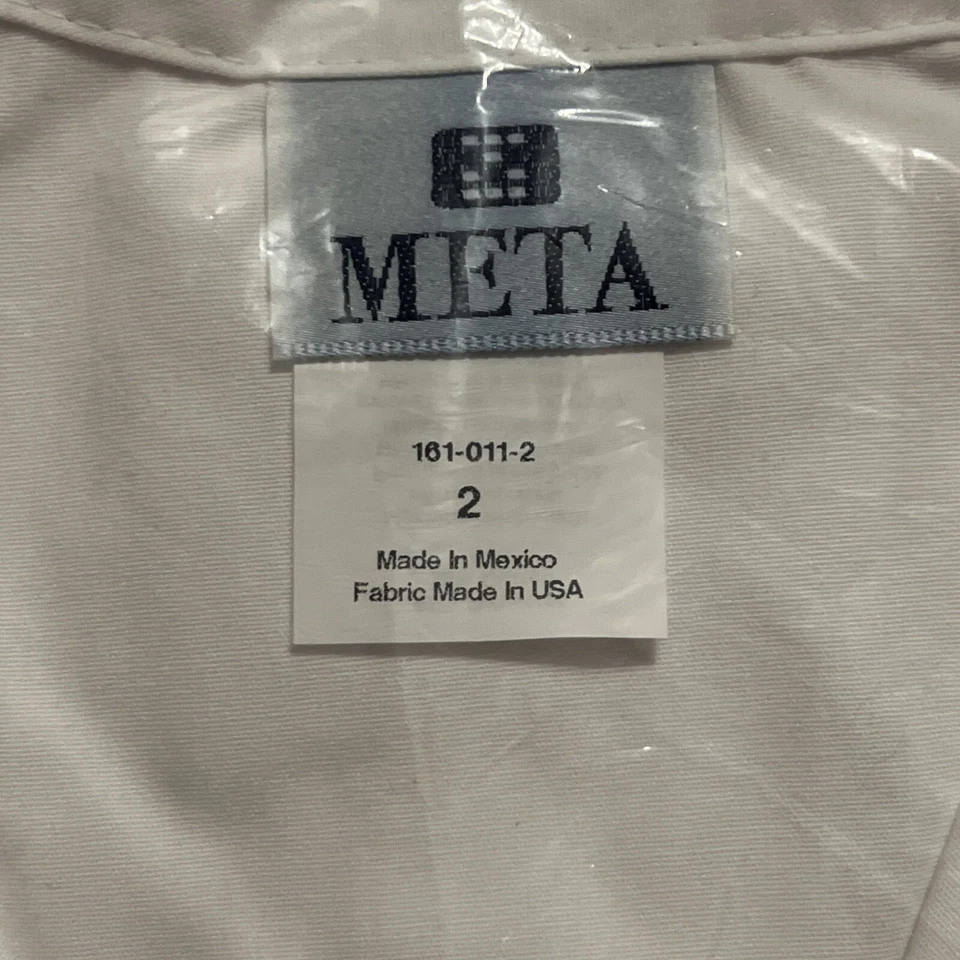 META
161-011-2
2
Made In Mexico
Fabric Made In USA